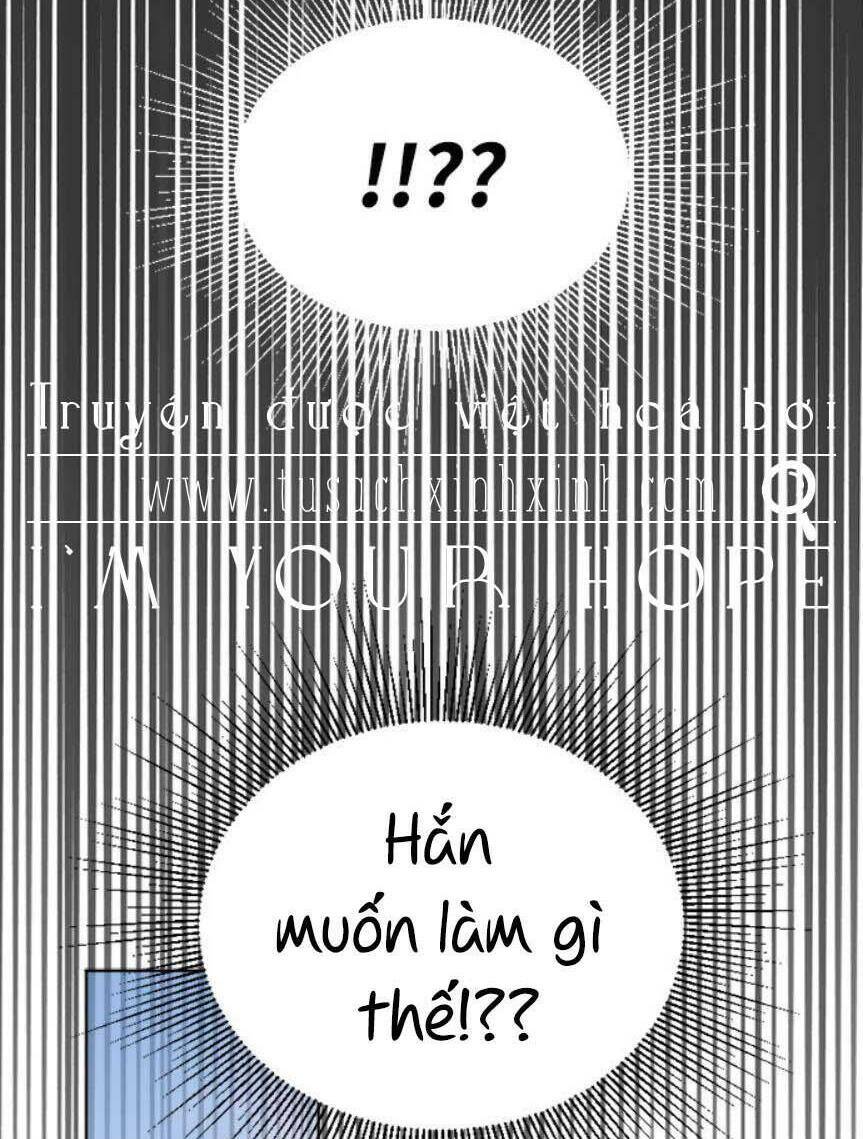 !!??
Truyện được việt hoá bởi
www.tusachxinhxinh.com
I'M YOUR HOPE
Hắn
muốn làm gì
thế!??